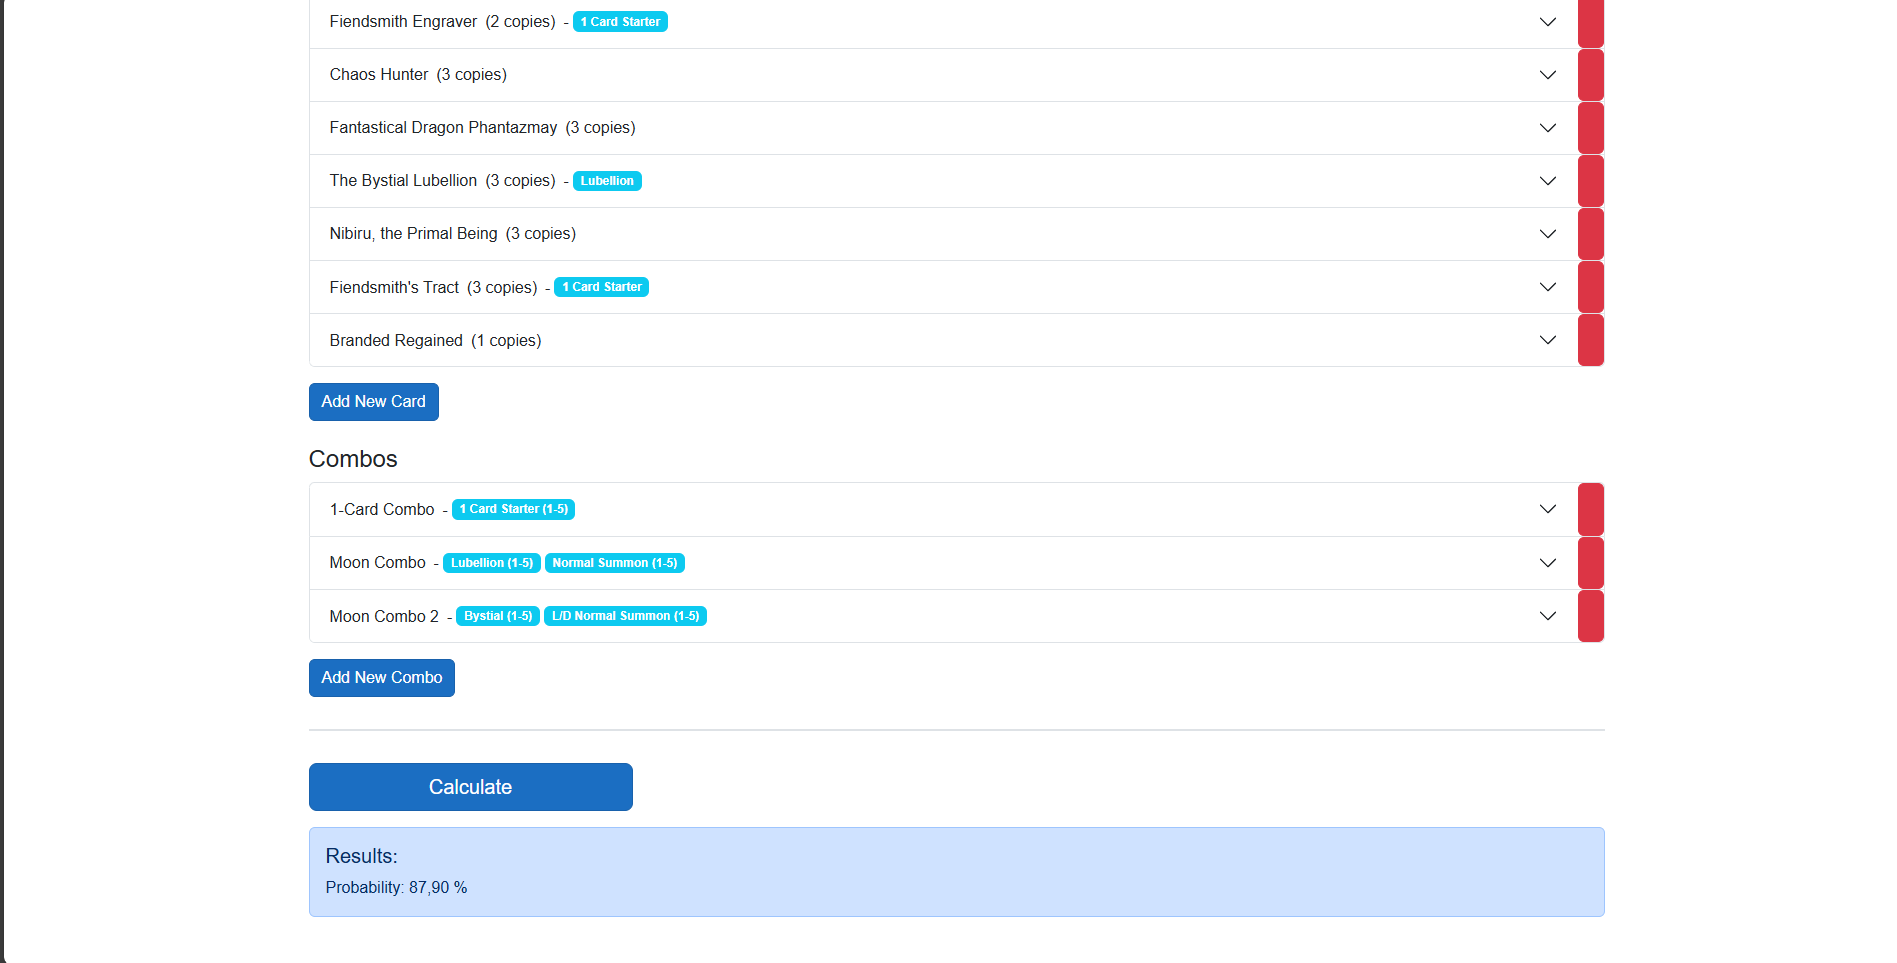 Fiendsmith Engraver (2 copies) - 1 Card Starter
Chaos Hunter (3 copies)
Fantastical Dragon Phantazmay (3 copies)
The Bystial Lubellion (3 copies) - Lubellion
Nibiru, the Primal Being (3 copies)
Fiendsmith's Tract (3 copies) - 1 Card Starter
Branded Regained (1 copies)
Add New Card
Combos
1-Card Combo - 1 Card Starter (1-5)
Moon Combo - Lubellion (1-5) Normal Summon (1-5)
Moon Combo 2 - Bystial (1-5) L/D Normal Summon (1-5)
Add New Combo
Calculate
Results:
Probability: 87,90 %